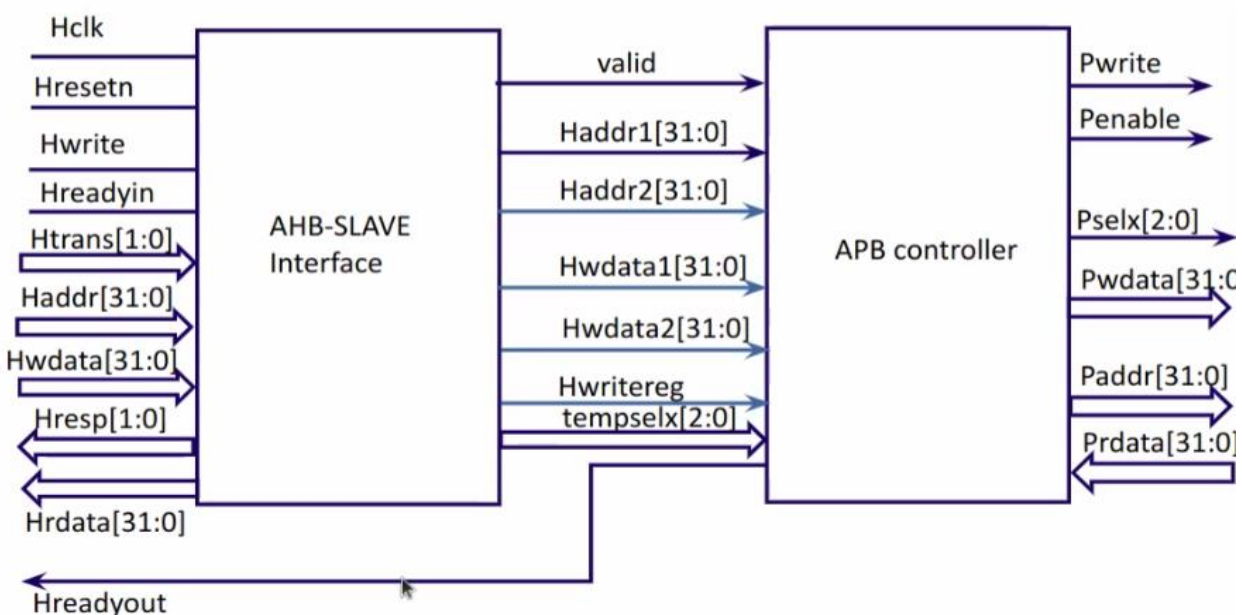 Hclk
Hresetn
Hwrite
Hreadyin
Htrans[1:0]
Haddr[31:0]
Hwdata[31:0]
Hresp[1:0]
Hrdata[31:0]
Hreadyout
AHB-SLAVE
Interface
valid
Haddr1[31:0]
Haddr2[31:0]
Hwdata1[31:0]
Hwdata2[31:0]
Hwritereg
tempselx[2:0]
APB controller
Pwrite
Penable
Pselx[2:0]
Pwdata[31:0
Paddr[31:0]
Prdata[31:0]